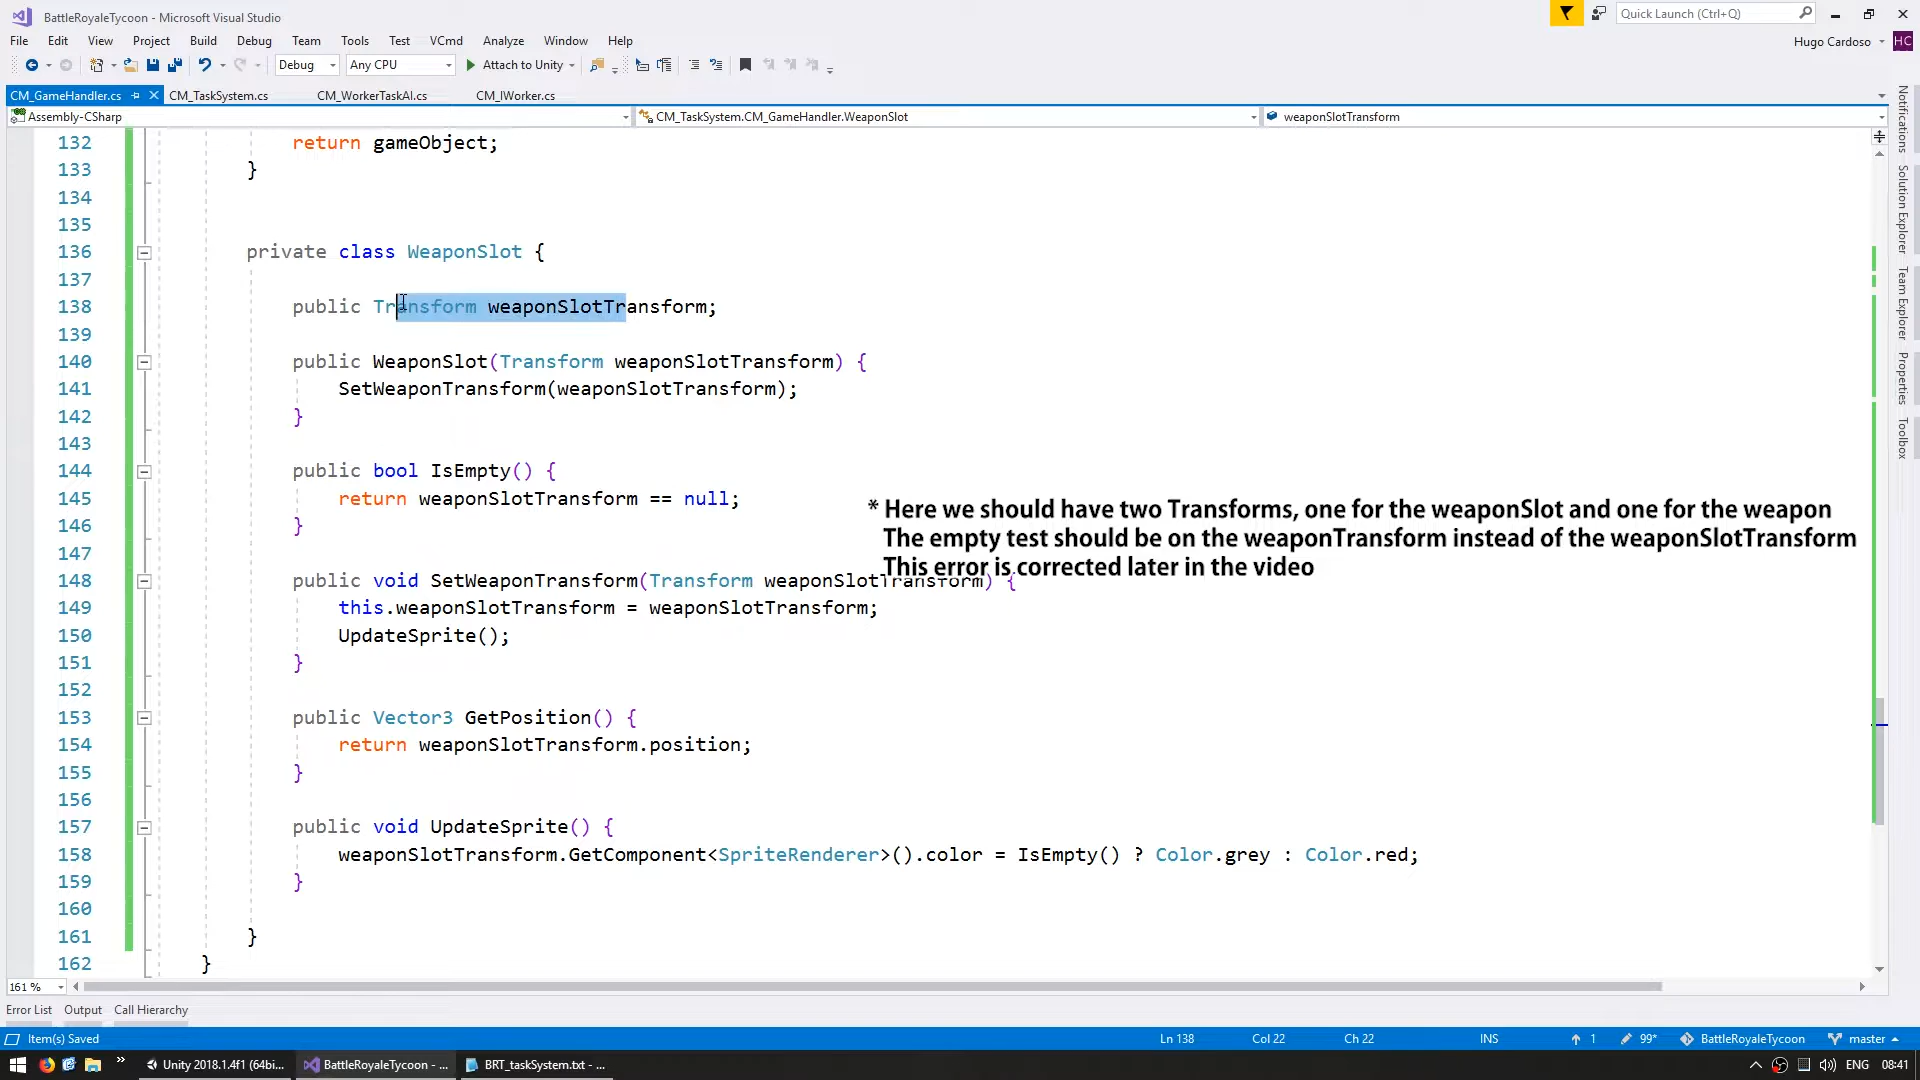 BattleRoyaleTycoon - Microsoft Visual Studio
Quick Launch (Ctrl+Q)
File Edit View Project Build Debug Team Tools Test VCmd Analyze Window Help
Hugo Cardoso HC
Debug Any CPU Attach to Unity
CM_GameHandler.cs CM_TaskSystem.cs CM_WorkerTaskAI.cs CM_IWorker.cs
Assembly-CSharp CM_TaskSystem.CM_GameHandler.WeaponSlot weaponSlotTransform
132 return gameObject;
133 }
134
135
136 private class WeaponSlot {
137
138 public Transform weaponSlotTransform;
139
140 public WeaponSlot(Transform weaponSlotTransform) {
141 SetWeaponTransform(weaponSlotTransform);
142 }
143
144 public bool IsEmpty() {
145 return weaponSlotTransform == null;
146 }
147
148 public void SetWeaponTransform(Transform weaponSlotTransform) {
149 this.weaponSlotTransform = weaponSlotTransform;
150 UpdateSprite();
151 }
152
153 public Vector3 GetPosition() {
154 return weaponSlotTransform.position;
155 }
156
157 public void UpdateSprite() {
158 weaponSlotTransform.GetComponent<SpriteRenderer>().color = IsEmpty() ? Color.grey : Color.red;
159 }
160
161 }
162 }
* Here we should have two Transforms, one for the weaponSlot and one for the weapon
The empty test should be on the weaponTransform instead of the weaponSlotTransform
This error is corrected later in the video
Notifications
Solution Explorer
Team Explorer
Properties
Toolbox
161 %
Error List Output Call Hierarchy
Item(s) Saved Ln 138 Col 22 Ch 22 INS 1 99* BattleRoyaleTycoon master
Unity 2018.1.4f1 (64bi... BattleRoyaleTycoon - ... BRT_taskSystem.txt - ... ENG 08:41